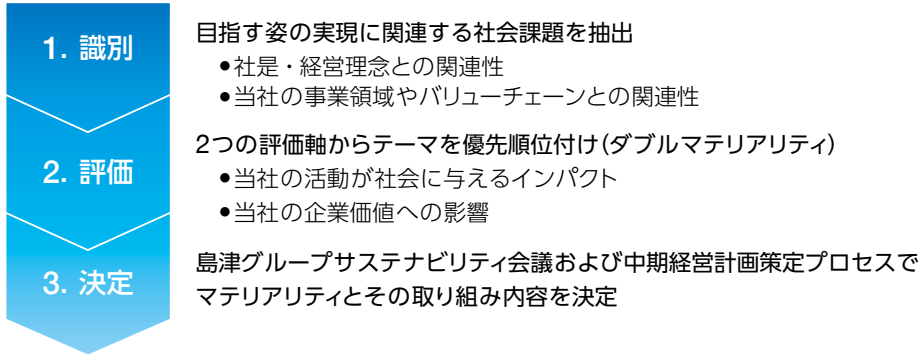 1. 識別
目指す姿の実現に関連する社会課題を抽出
●社是・経営理念との関連性
●当社の事業領域やバリューチェーンとの関連性
2. 評価
2つの評価軸からテーマを優先順位付け(ダブルマテリアリティ)
●当社の活動が社会に与えるインパクト
●当社の企業価値への影響
3. 決定
島津グループサステナビリティ会議および中期経営計画策定プロセスで
マテリアリティとその取り組み内容を決定